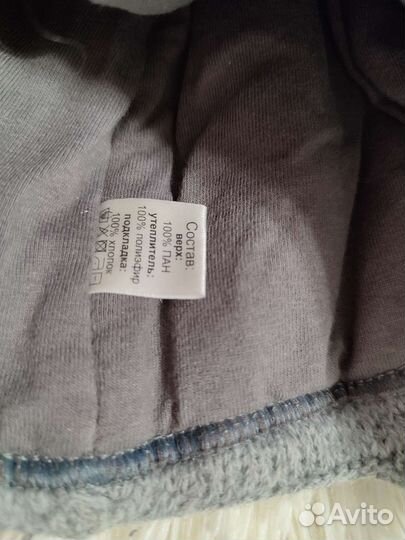 Состав:
верх:
100% ПАН
утеплитель:
100% полиэфир
подкладка:
100% хлопок
Avito